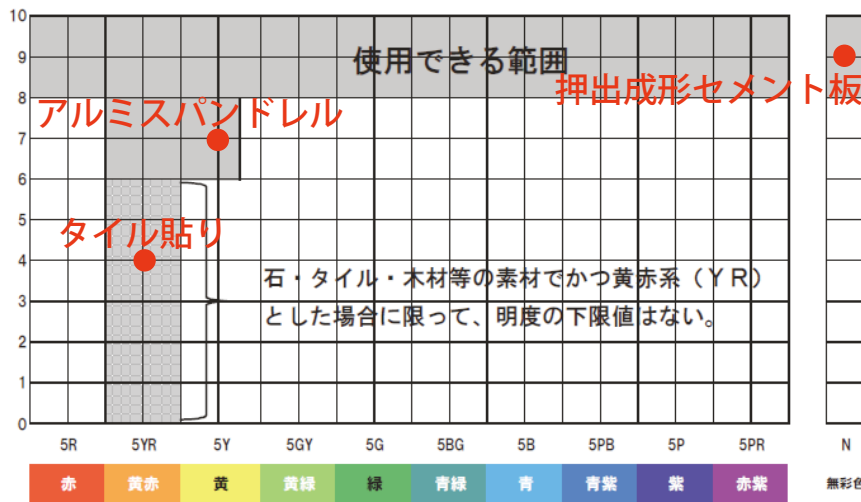 10
9
8
7
6
5
4
3
2
1
0
使用できる範囲
押出成形セメント板
アルミスパンドレル
タイル貼り
石・タイル・木材等の素材でかつ黄赤系（ＹＲ）
とした場合に限って、明度の下限値はない。
5R 5YR 5Y 5GY 5G 5BG 5B 5PB 5P 5PR N
赤 黄赤 黄 黄緑 緑 青緑 青 青紫 紫 赤紫 無彩色